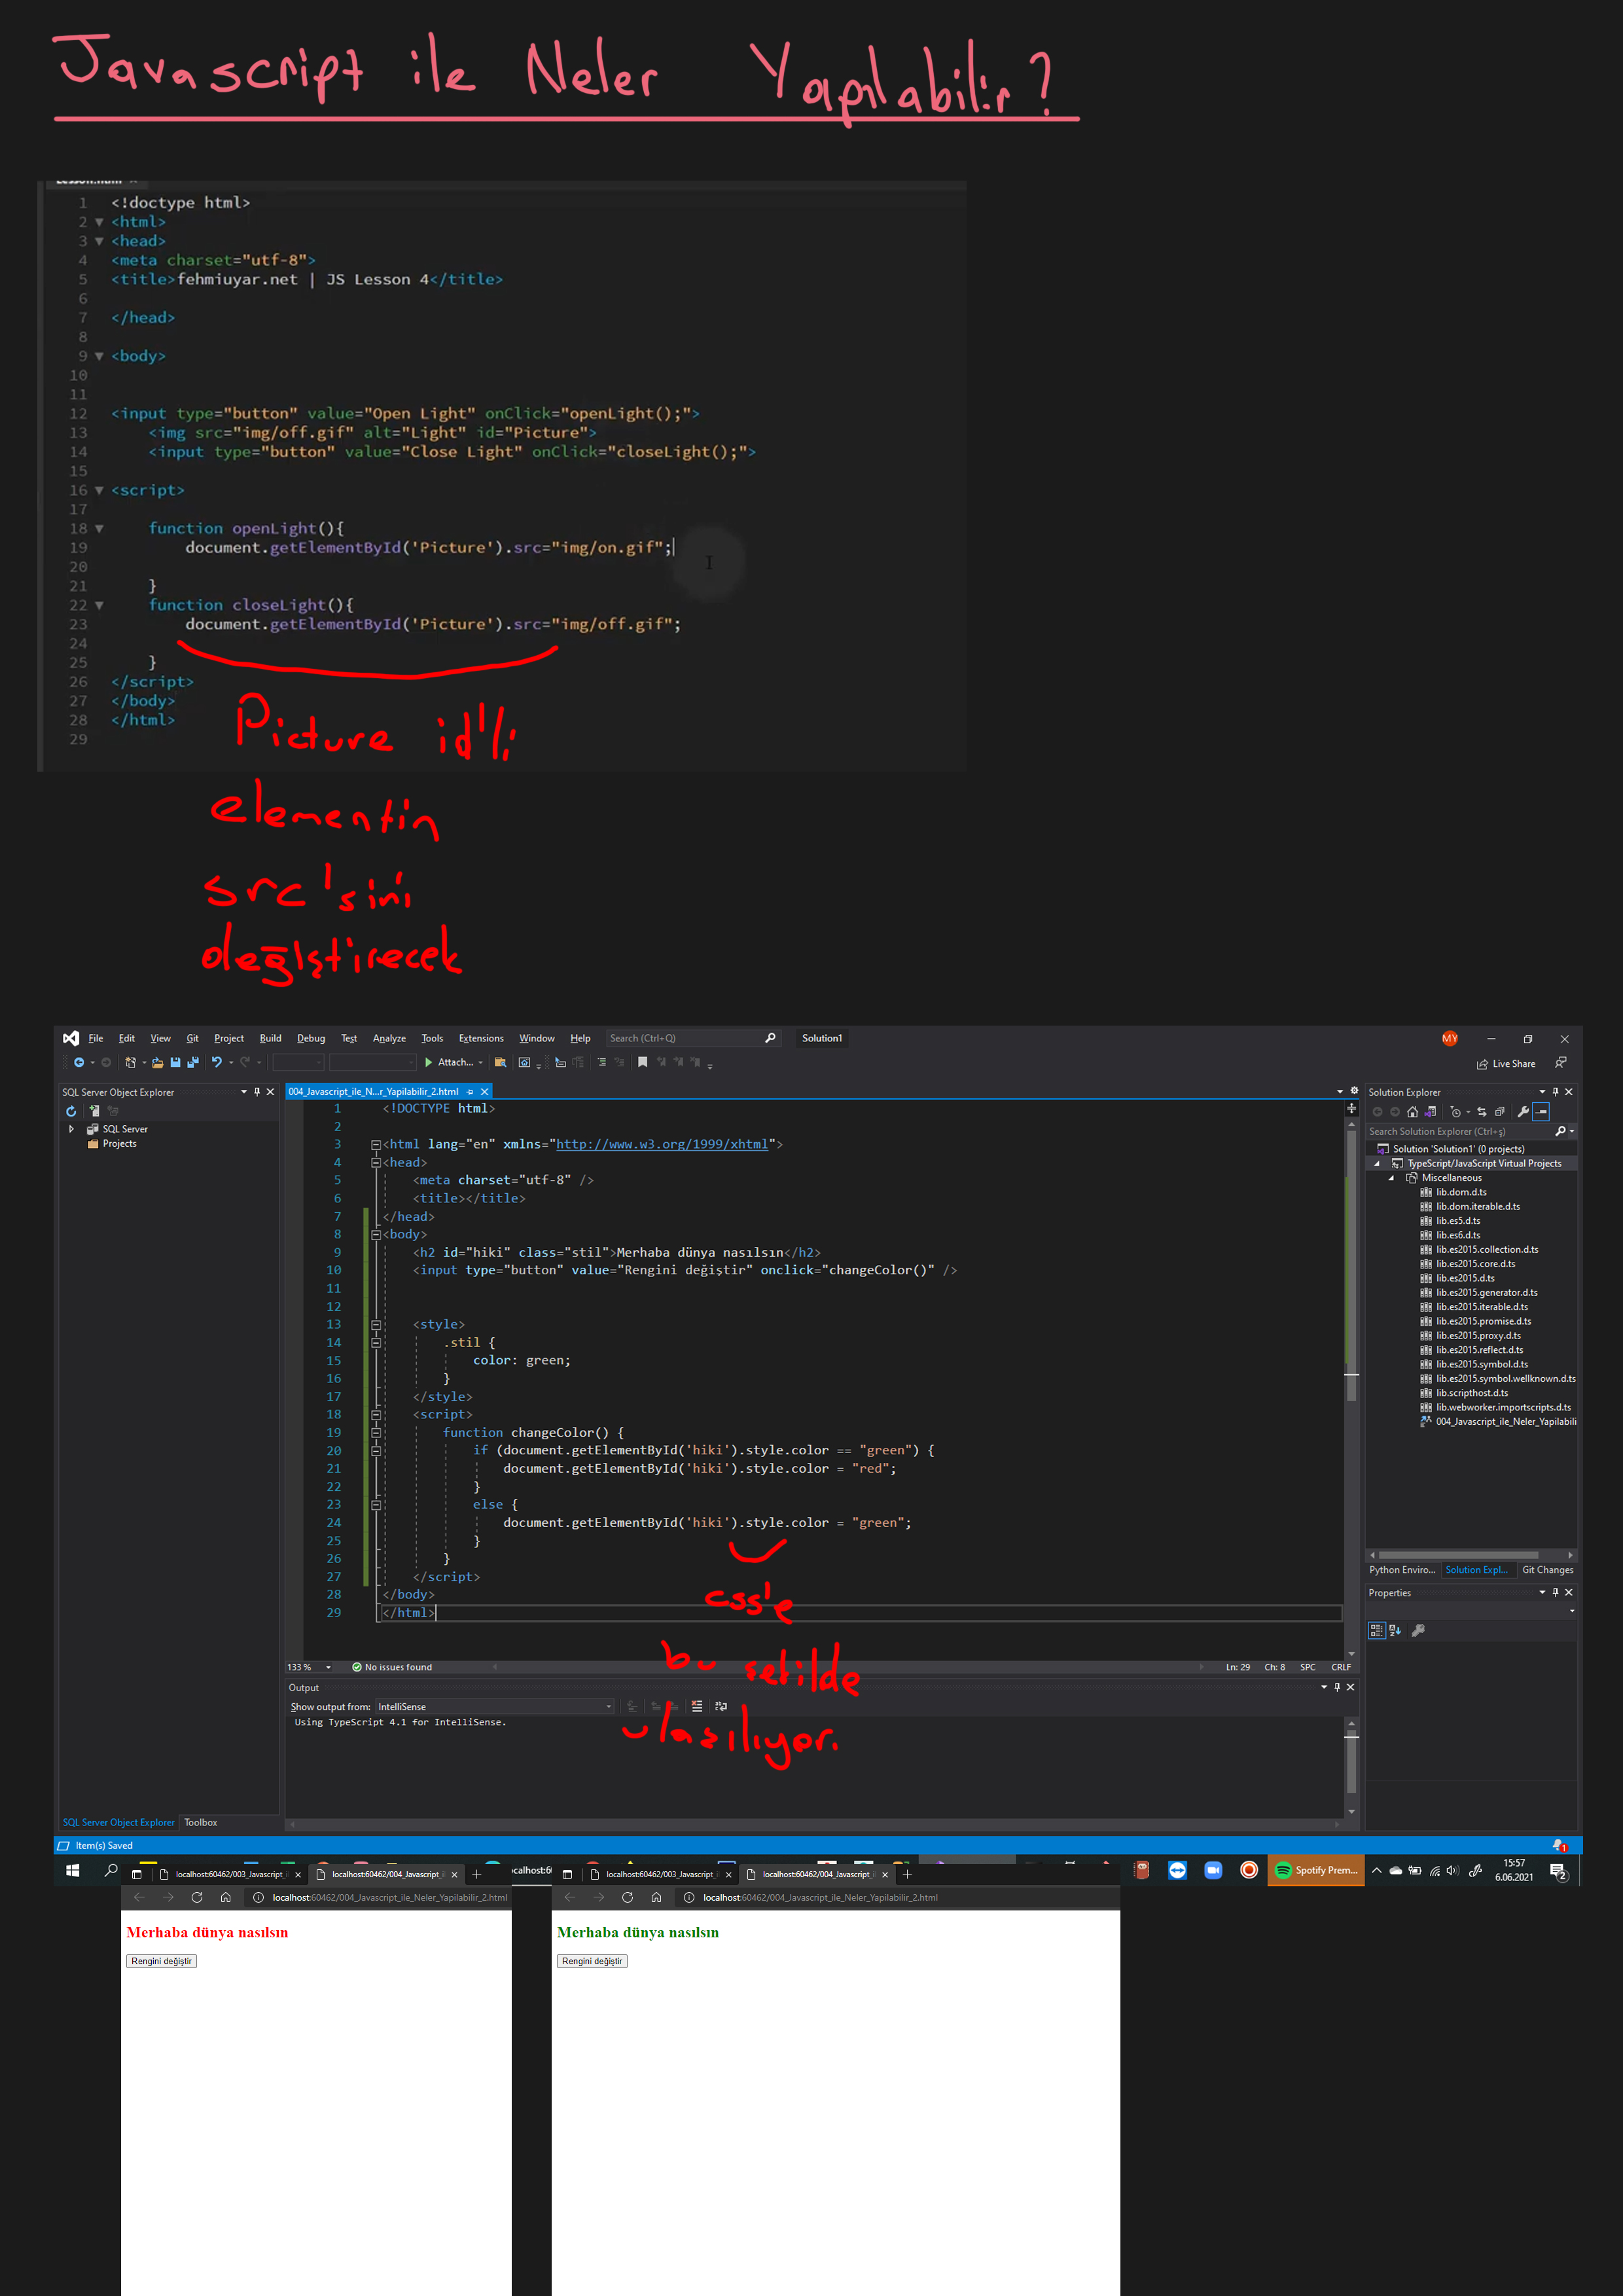 Javascript ile Neler Yapılabilir?
Lesson.html
1 <!doctype html>
2 <html>
3 <head>
4 <meta charset="utf-8">
5 <title>fehmiuyar.net | JS Lesson 4</title>
6
7 </head>
8
9 <body>
10
11
12 <input type="button" value="Open Light" onClick="openLight();">
13 <img src="img/off.gif" alt="Light" id="Picture">
14 <input type="button" value="Close Light" onClick="closeLight();">
15
16 <script>
17
18 function openLight(){
19 document.getElementById('Picture').src="img/on.gif";
20
21 }
22 function closeLight(){
23 document.getElementById('Picture').src="img/off.gif";
24
25 }
26 </script>
27 </body>
28 </html>
29
Picture id'li
elementin
src'sini
değiştirecek
File Edit View Git Project Build Debug Test Analyze Tools Extensions Window Help Search (Ctrl+Q) Solution1 MY
Attach... Live Share
SQL Server Object Explorer
SQL Server
Projects
004_Javascript_ile_N...r_Yapilabilir_2.html
1 <!DOCTYPE html>
2
3 <html lang="en" xmlns="http://www.w3.org/1999/xhtml">
4 <head>
5 <meta charset="utf-8" />
6 <title></title>
7 </head>
8 <body>
9 <h2 id="hiki" class="stil">Merhaba dünya nasılsın</h2>
10 <input type="button" value="Rengini değiştir" onclick="changeColor()" />
11
12
13 <style>
14 .stil {
15 color: green;
16 }
17 </style>
18 <script>
19 function changeColor() {
20 if (document.getElementById('hiki').style.color == "green") {
21 document.getElementById('hiki').style.color = "red";
22 }
23 else {
24 document.getElementById('hiki').style.color = "green";
25 }
26 }
27 </script>
28 </body>
29 </html>
css'e
bu şekilde
ulaşılıyor.
133 % No issues found Ln: 29 Ch: 8 SPC CRLF
Output
Show output from: IntelliSense
Using TypeScript 4.1 for IntelliSense.
Solution Explorer
Search Solution Explorer (Ctrl+ş)
Solution 'Solution1' (0 projects)
TypeScript/JavaScript Virtual Projects
Miscellaneous
lib.dom.d.ts
lib.dom.iterable.d.ts
lib.es5.d.ts
lib.es6.d.ts
lib.es2015.collection.d.ts
lib.es2015.core.d.ts
lib.es2015.d.ts
lib.es2015.generator.d.ts
lib.es2015.iterable.d.ts
lib.es2015.promise.d.ts
lib.es2015.proxy.d.ts
lib.es2015.reflect.d.ts
lib.es2015.symbol.d.ts
lib.es2015.symbol.wellknown.d.ts
lib.scripthost.d.ts
lib.webworker.importscripts.d.ts
004_Javascript_ile_Neler_Yapilabili
Python Enviro... Solution Expl... Git Changes
Properties
SQL Server Object Explorer Toolbox
Item(s) Saved 1
Spotify Prem... 15:57
6.06.2021 2
localhost:60462/003_Javascript_i localhost:60462/004_Javascript_i
localhost:60462/004_Javascript_ile_Neler_Yapilabilir_2.html
Merhaba dünya nasılsın
Rengini değiştir
localhost:6
localhost:60462/003_Javascript_i localhost:60462/004_Javascript_i
localhost:60462/004_Javascript_ile_Neler_Yapilabilir_2.html
Merhaba dünya nasılsın
Rengini değiştir